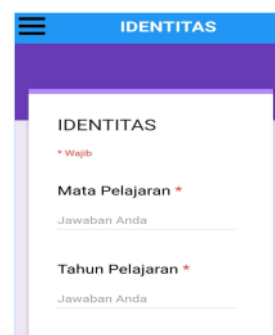 IDENTITAS
IDENTITAS
* Wajib
Mata Pelajaran *
Jawaban Anda
Tahun Pelajaran *
Jawaban Anda